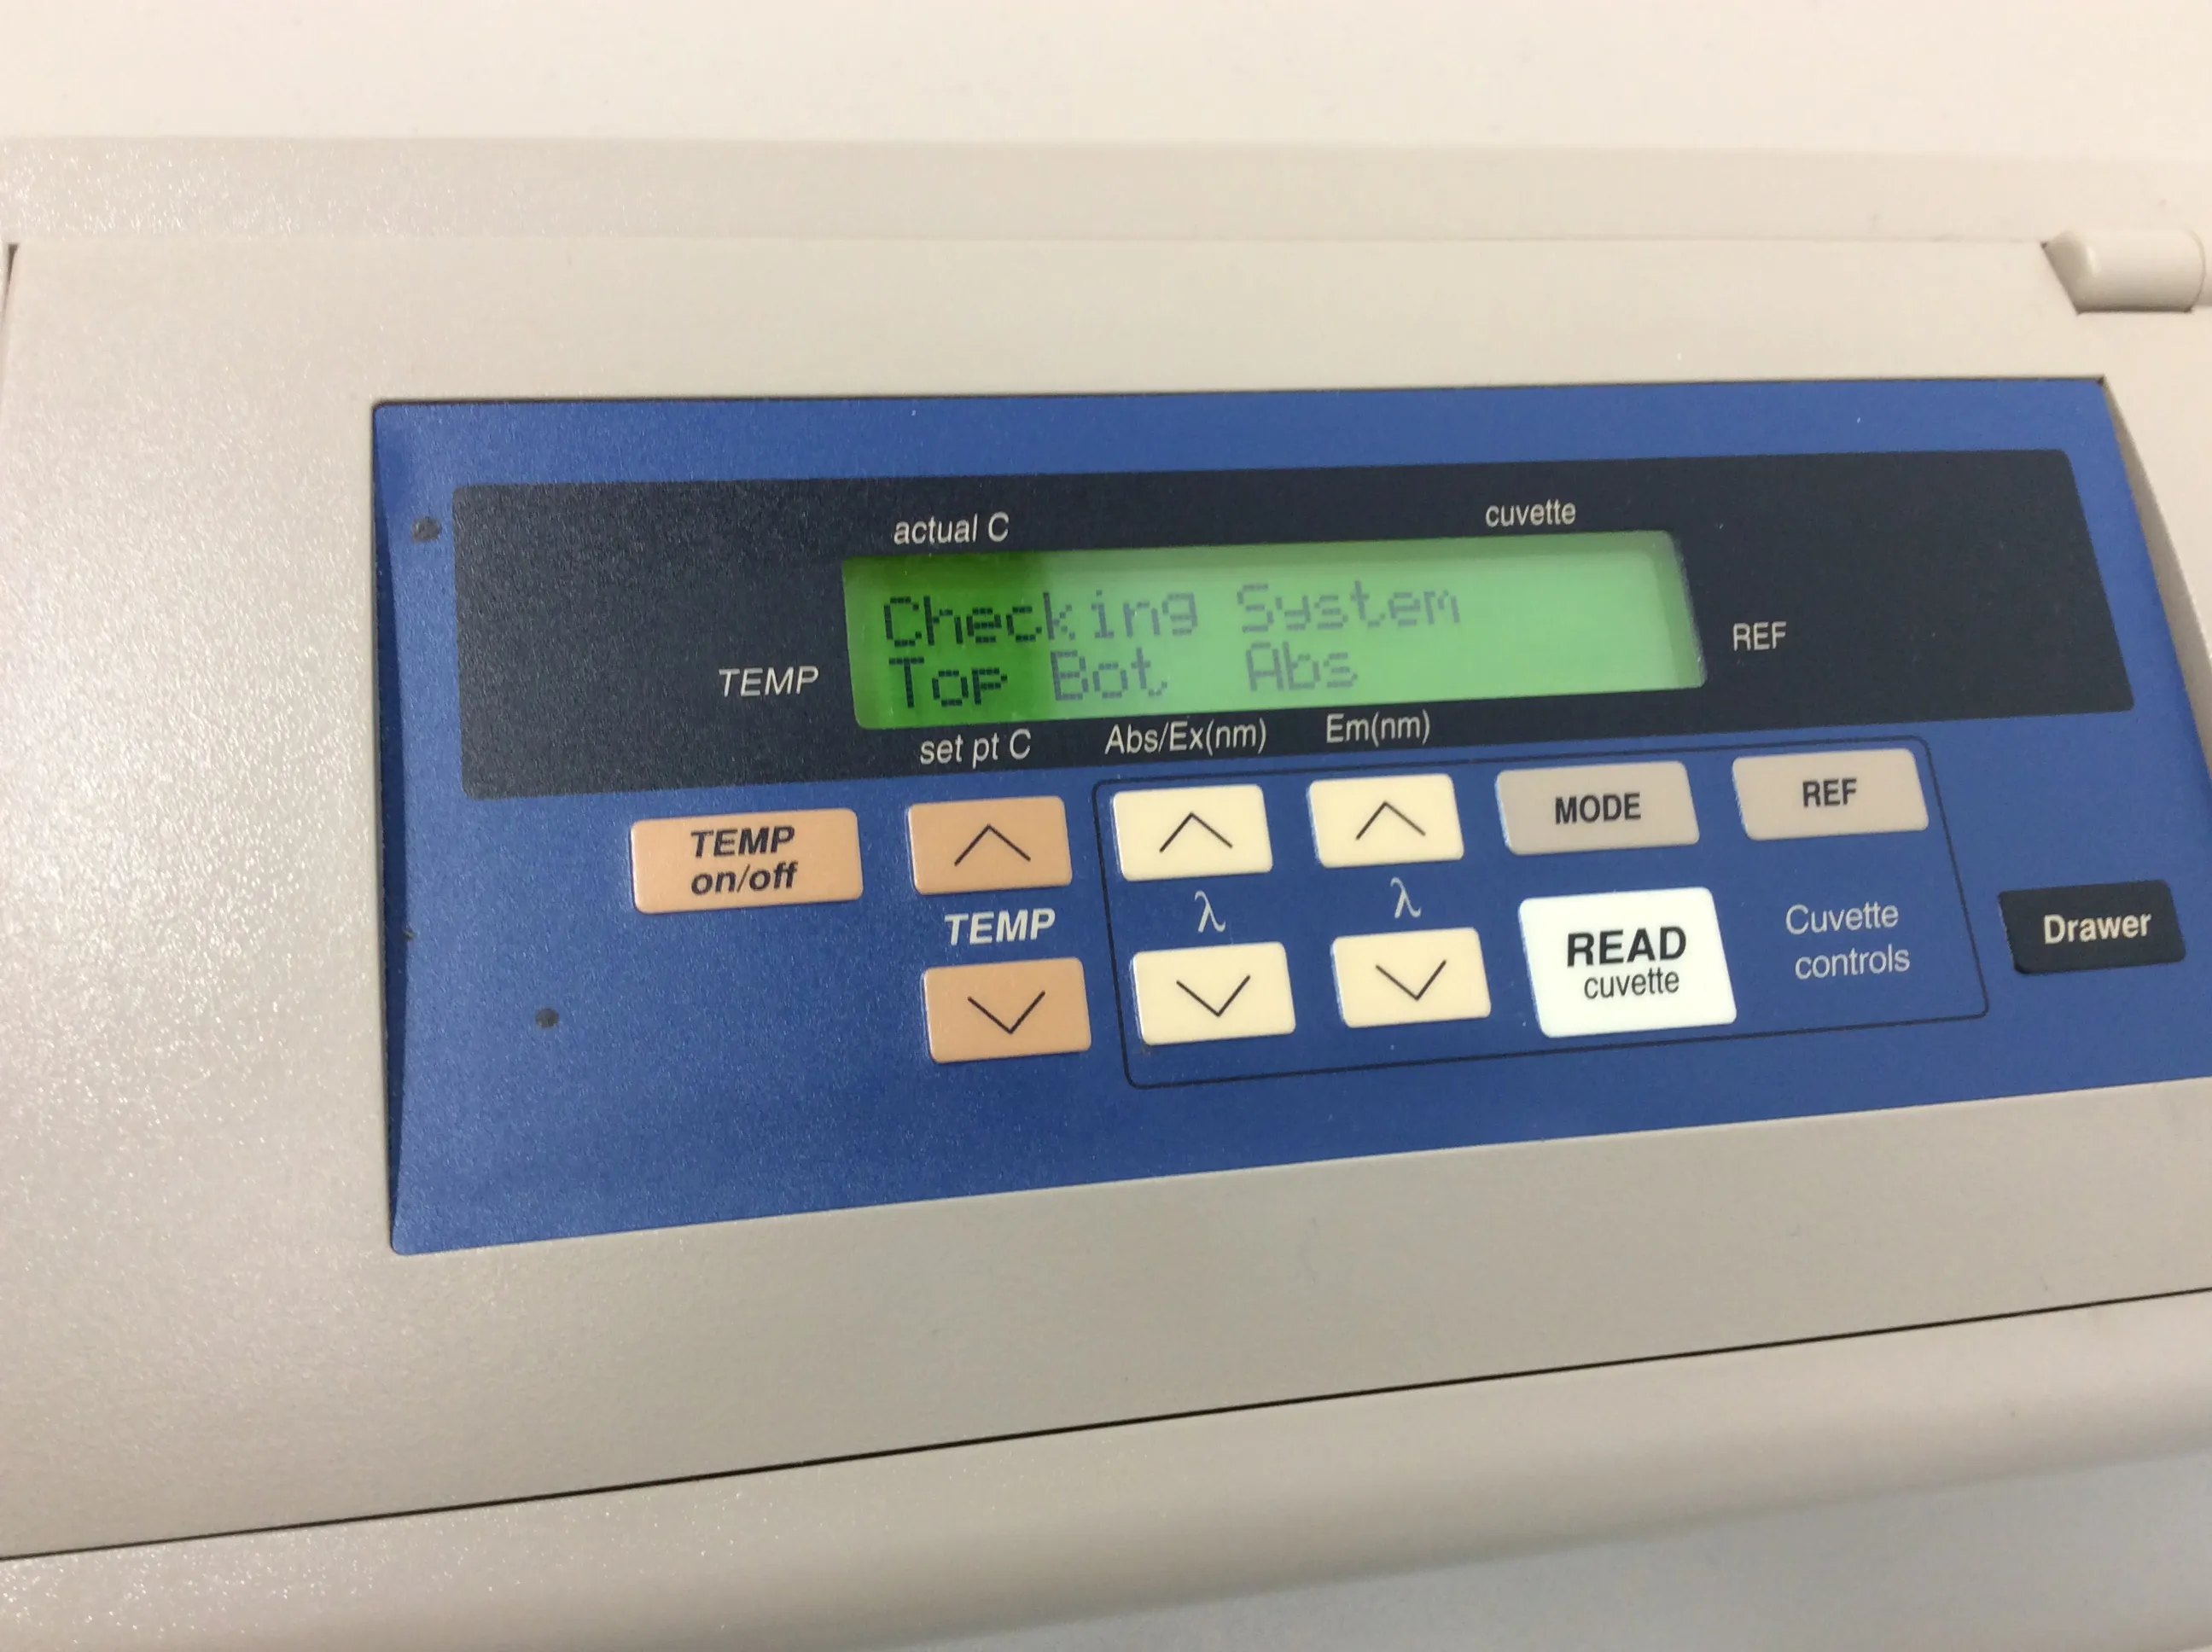 actual C
cuvette
Checking System
Top Bot Abs
TEMP
REF
set pt C
Abs/Ex(nm)
Em(nm)
TEMP
on/off
MODE
REF
TEMP
λ
λ
READ
cuvette
Cuvette
controls
Drawer